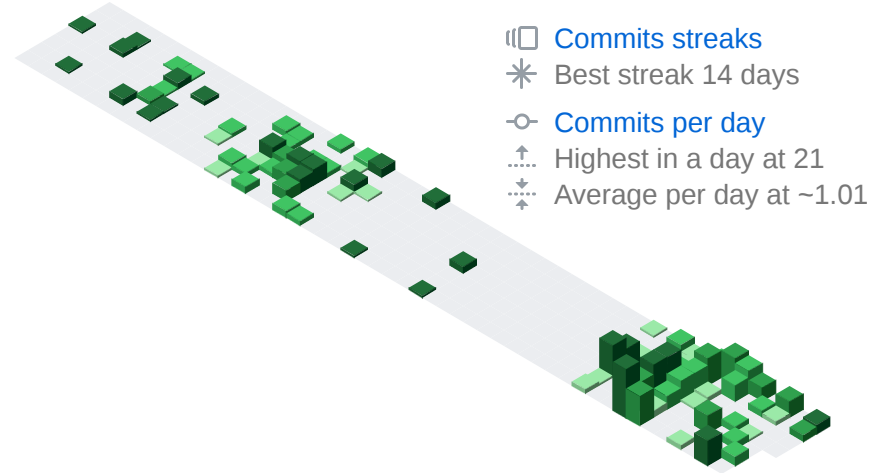 Commits streaks
Best streak 14 days
Commits per day
Highest in a day at 21
Average per day at ~1.01